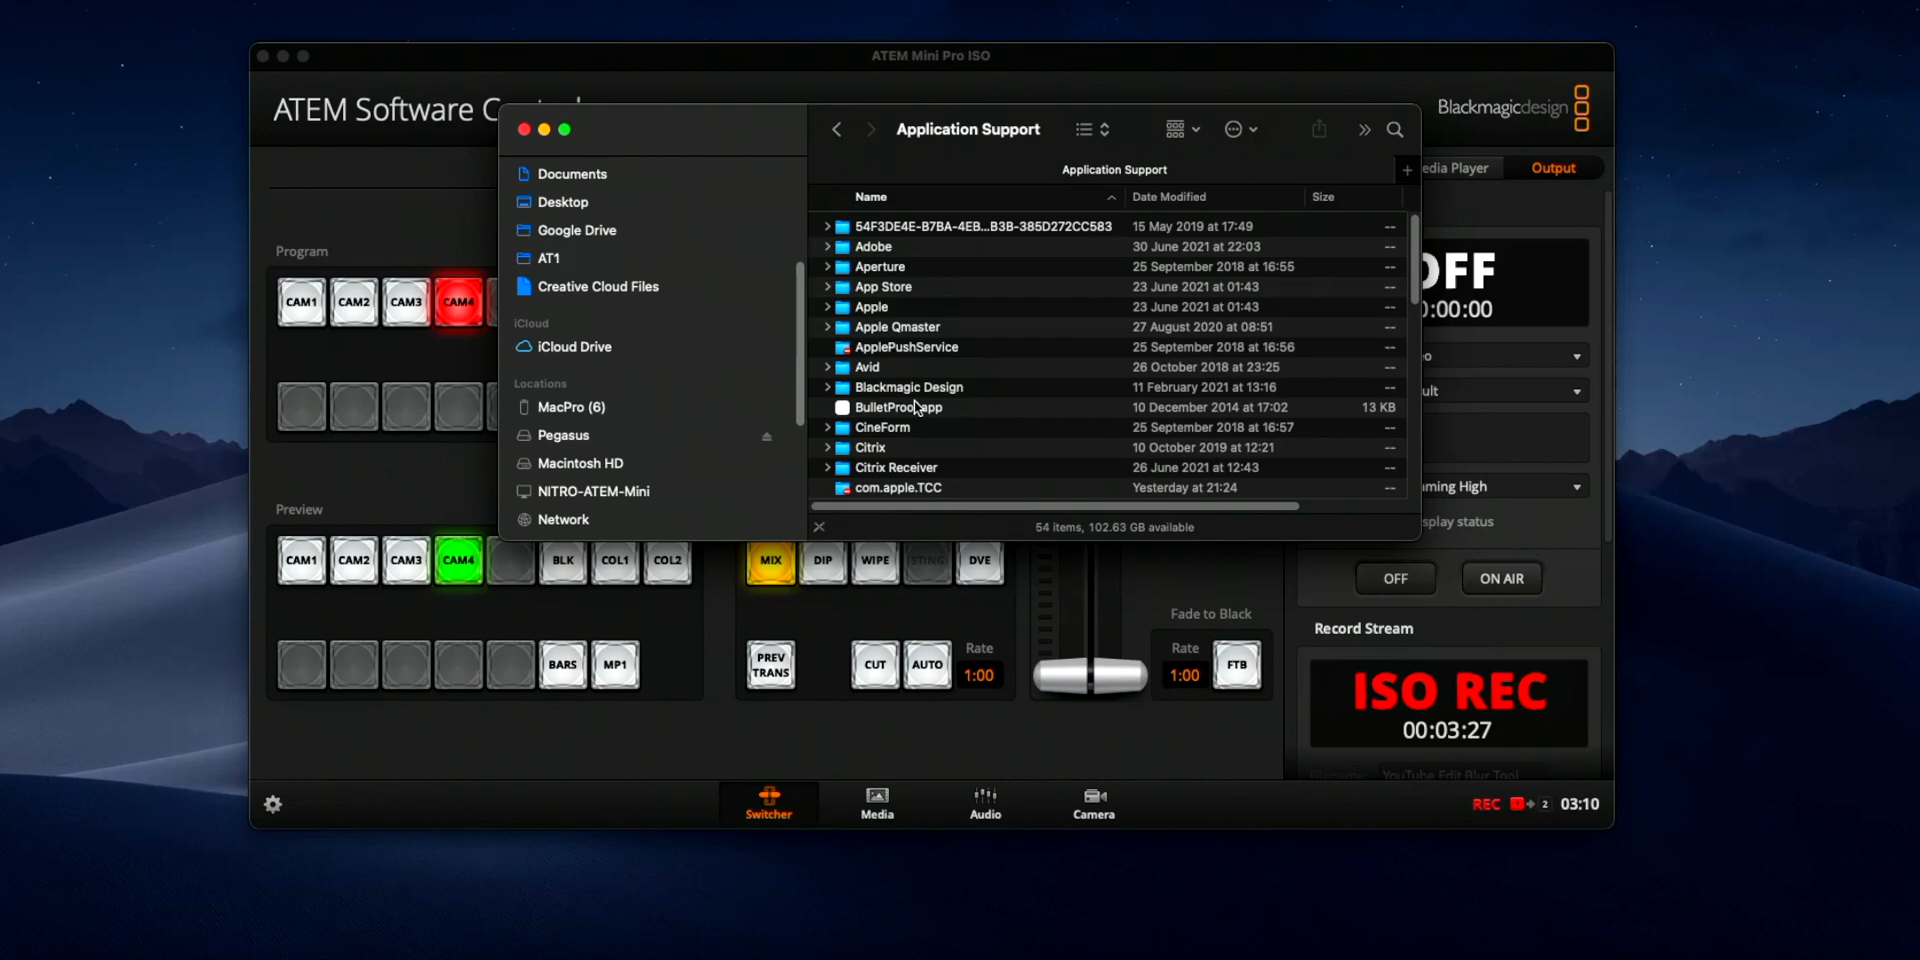 ATEM Mini Pro ISO
ATEM Software
Blackmagicdesign
Media Player
Output
Application Support
Application Support
Documents
Desktop
Google Drive
AT1
Creative Cloud Files
iCloud
iCloud Drive
Locations
MacPro (6)
Pegasus
Macintosh HD
NITRO-ATEM-Mini
Network
Name Date Modified Size
54F3DE4E-B7BA-4EB...B3B-385D272CC583 15 May 2019 at 17:49 --
Adobe 30 June 2021 at 22:03 --
Aperture 25 September 2018 at 16:55 --
App Store 23 June 2021 at 01:43 --
Apple 23 June 2021 at 01:43 --
Apple Qmaster 27 August 2020 at 08:51 --
ApplePushService 25 September 2018 at 16:56 --
Avid 26 October 2018 at 23:25 --
Blackmagic Design 11 February 2021 at 13:16 --
BulletProof.app 10 December 2014 at 17:02 13 KB
CineForm 25 September 2018 at 16:57 --
Citrix 10 October 2019 at 12:21 --
Citrix Receiver 26 June 2021 at 12:43 --
com.apple.TCC Yesterday at 21:24 --
54 items, 102.63 GB available
Program
CAM1 CAM2 CAM3 CAM4
Preview
CAM1 CAM2 CAM3 CAM4 BLK COL1 COL2
BARS MP1
MIX DIP WIPE STING DVE
PREV TRANS
CUT AUTO
Rate
1:00
Fade to Black
Rate
1:00
FTB
OFF
:00:00
OFF ON AIR
Record Stream
ISO REC
00:03:27
Filename: YouTube Edit Blur Tool
Switcher Media Audio Camera
REC 1 2 03:10